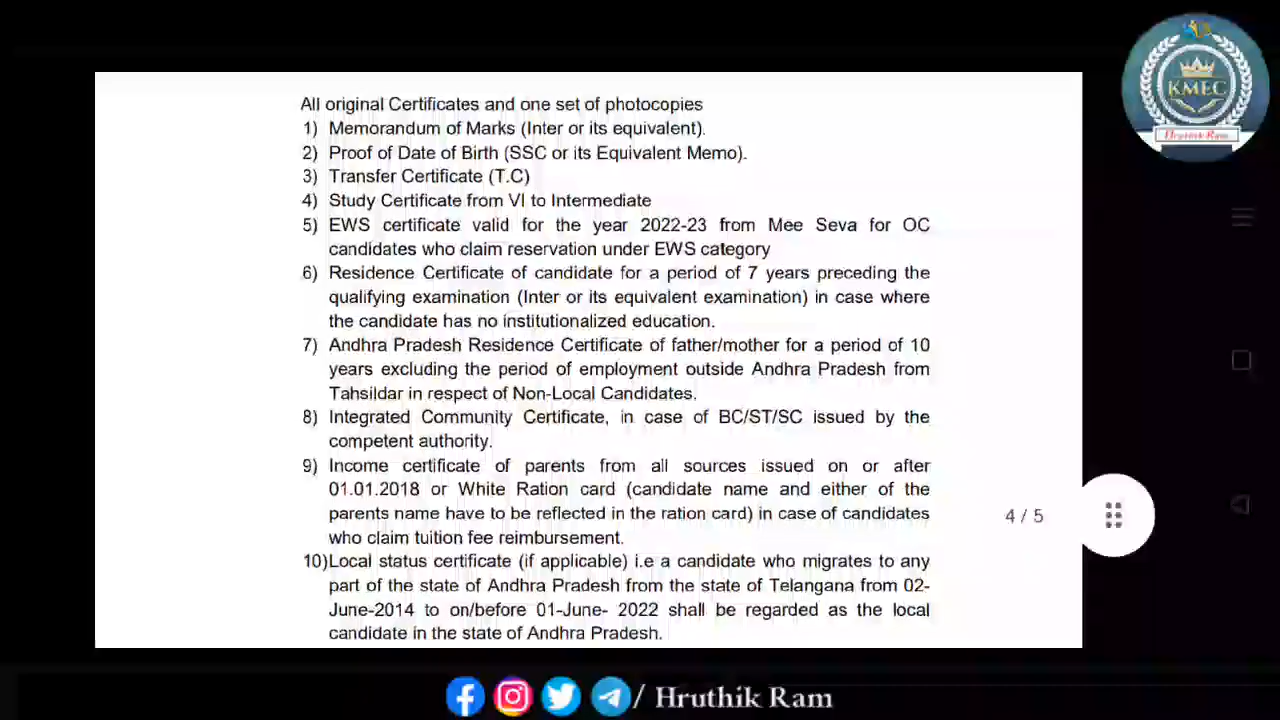 All original Certificates and one set of photocopies
1) Memorandum of Marks (Inter or its equivalent).
2) Proof of Date of Birth (SSC or its Equivalent Memo).
3) Transfer Certificate (T.C)
4) Study Certificate from VI to Intermediate
5) EWS certificate valid for the year 2022-23 from Mee Seva for OC
candidates who claim reservation under EWS category
6) Residence Certificate of candidate for a period of 7 years preceding the
qualifying examination (Inter or its equivalent examination) in case where
the candidate has no institutionalized education.
7) Andhra Pradesh Residence Certificate of father/mother for a period of 10
years excluding the period of employment outside Andhra Pradesh from
Tahsildar in respect of Non-Local Candidates.
8) Integrated Community Certificate, in case of BC/ST/SC issued by the
competent authority.
9) Income certificate of parents from all sources issued on or after
01.01.2018 or White Ration card (candidate name and either of the
parents name have to be reflected in the ration card) in case of candidates
who claim tuition fee reimbursement.
10)Local status certificate (if applicable) i.e a candidate who migrates to any
part of the state of Andhra Pradesh from the state of Telangana from 02-
June-2014 to on/before 01-June- 2022 shall be regarded as the local
candidate in the state of Andhra Pradesh.
4 / 5
KMEC
Hruthik Ram
/ Hruthik Ram